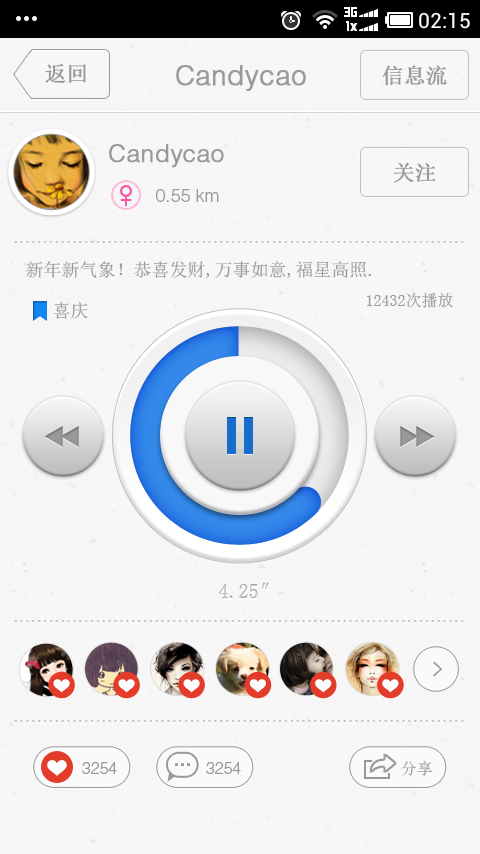 3G
1x
02:15
返回
Candycao
信息流
Candycao
0.55 km
关注
新年新气象！恭喜发财,万事如意,福星高照.
喜庆
12432次播放
4.25″
3254
3254
分享